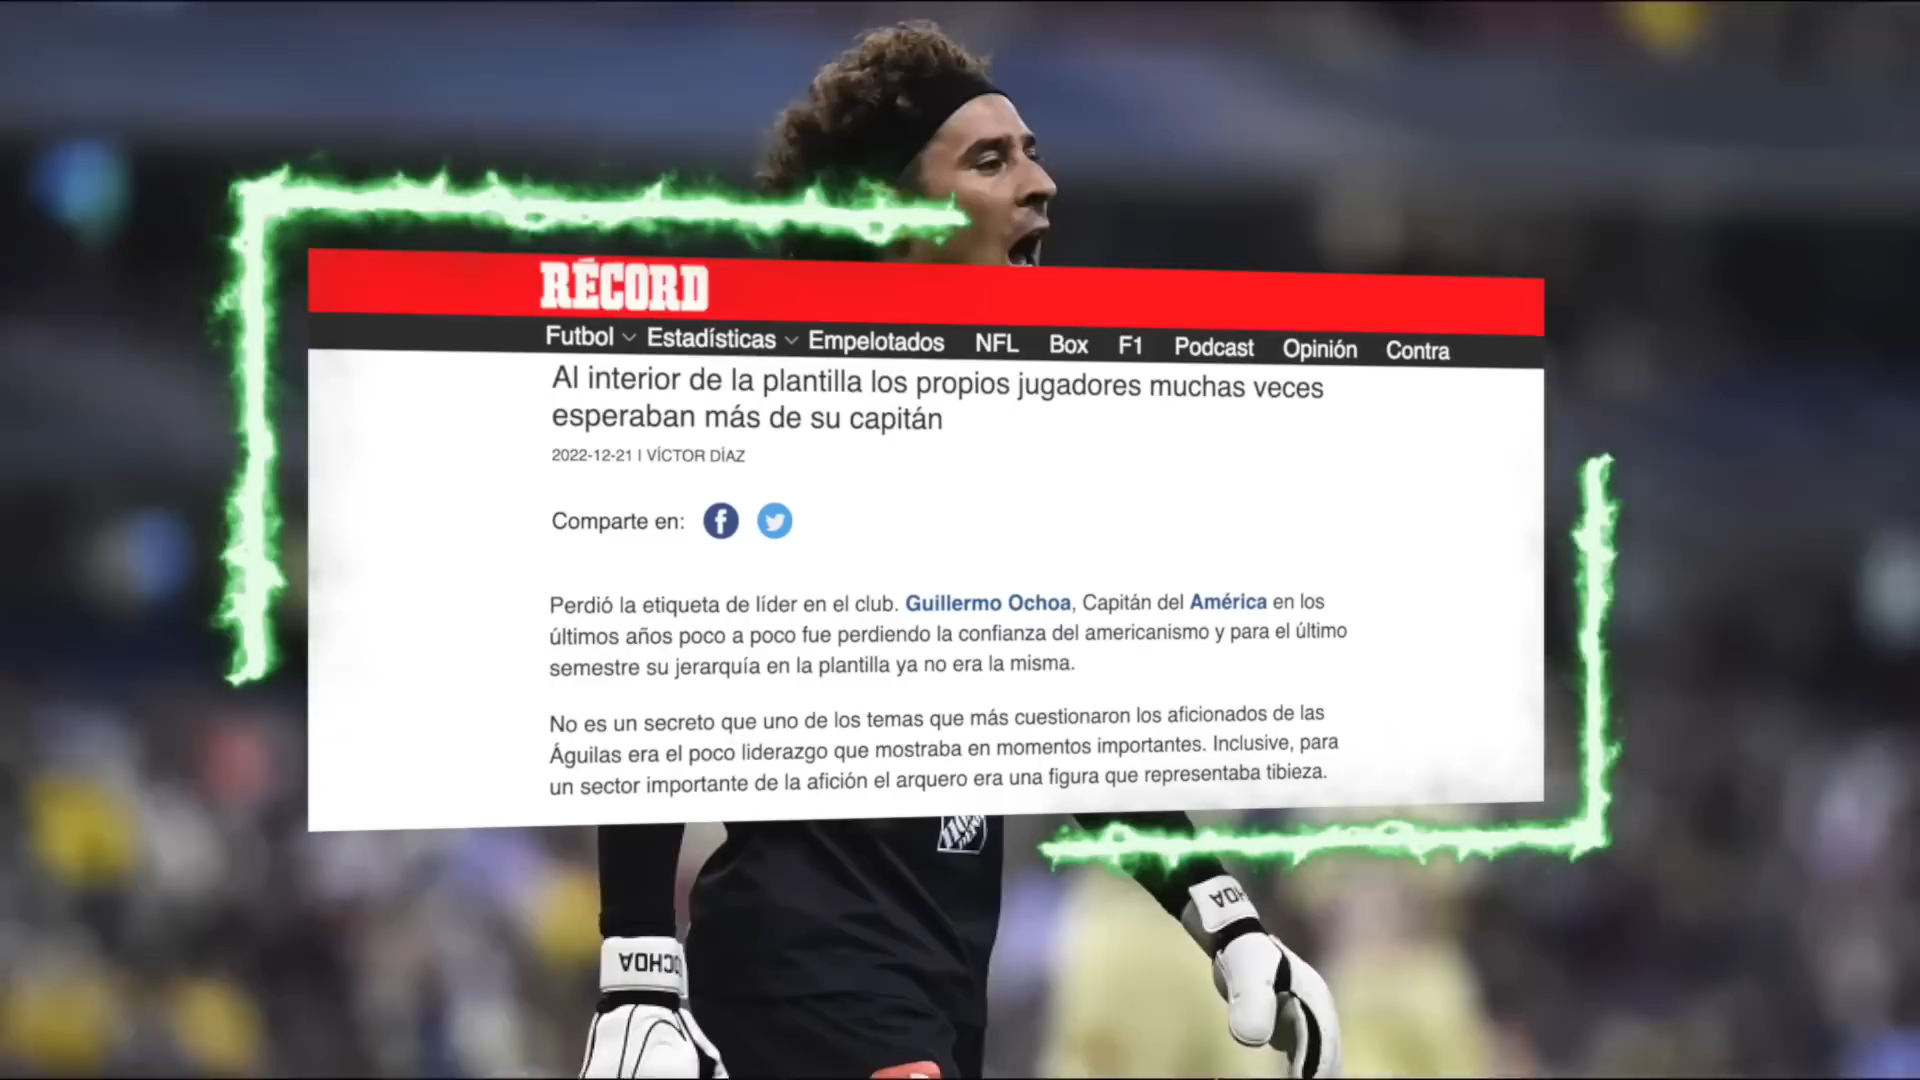 RÉCORD
Futbol Estadísticas Empelotados NFL Box F1 Podcast Opinión Contra
Al interior de la plantilla los propios jugadores muchas veces
esperaban más de su capitán
2022-12-21 | VÍCTOR DÍAZ
Comparte en:
Perdió la etiqueta de líder en el club. Guillermo Ochoa, Capitán del América en los
últimos años poco a poco fue perdiendo la confianza del americanismo y para el último
semestre su jerarquía en la plantilla ya no era la misma.
No es un secreto que uno de los temas que más cuestionaron los aficionados de las
Águilas era el poco liderazgo que mostraba en momentos importantes. Inclusive, para
un sector importante de la afición el arquero era una figura que representaba tibieza.
OCHOA